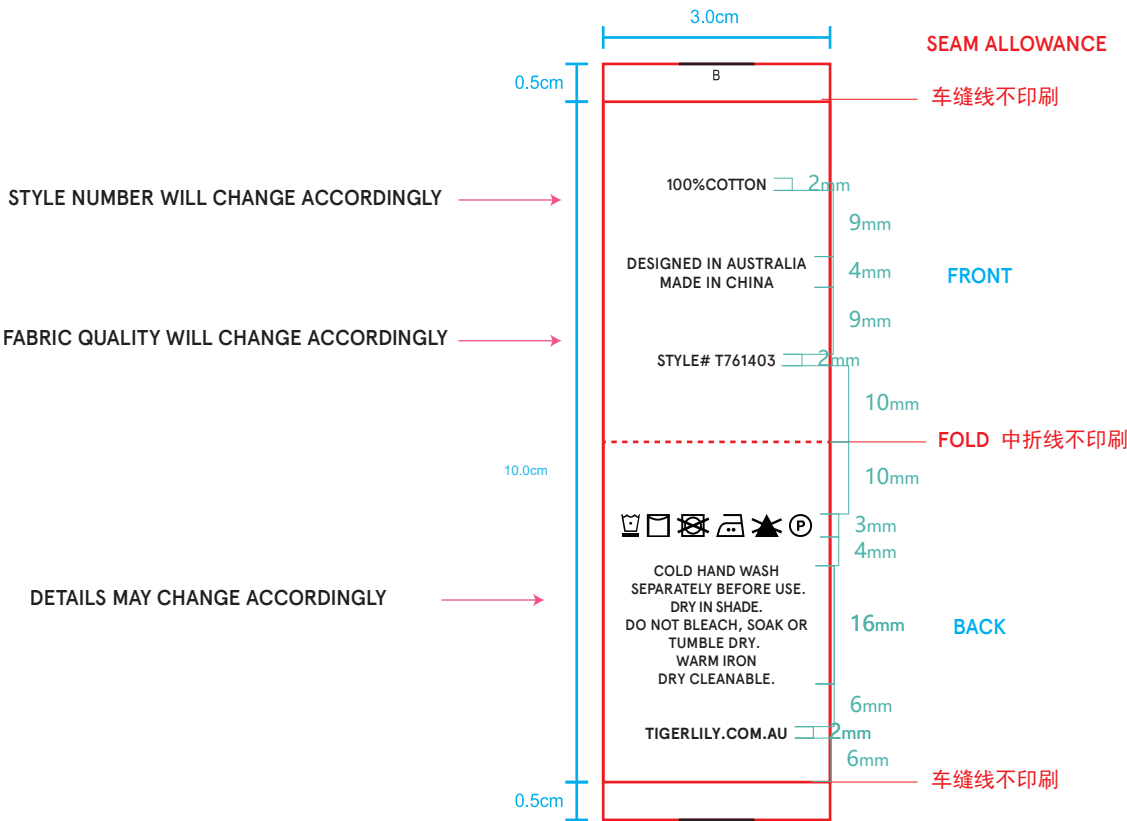 3.0cm
SEAM ALLOWANCE
0.5cm
B
车缝线不印刷
100%COTTON
2mm
STYLE NUMBER WILL CHANGE ACCORDINGLY
9mm
DESIGNED IN AUSTRALIA
MADE IN CHINA
4mm
FRONT
9mm
FABRIC QUALITY WILL CHANGE ACCORDINGLY
STYLE# T761403
2mm
10mm
FOLD 中折线不印刷
10.0cm
10mm
P
3mm
4mm
COLD HAND WASH
SEPARATELY BEFORE USE.
DRY IN SHADE.
DO NOT BLEACH, SOAK OR
TUMBLE DRY.
WARM IRON
DRY CLEANABLE.
DETAILS MAY CHANGE ACCORDINGLY
16mm
BACK
6mm
TIGERLILY.COM.AU
2mm
6mm
车缝线不印刷
0.5cm